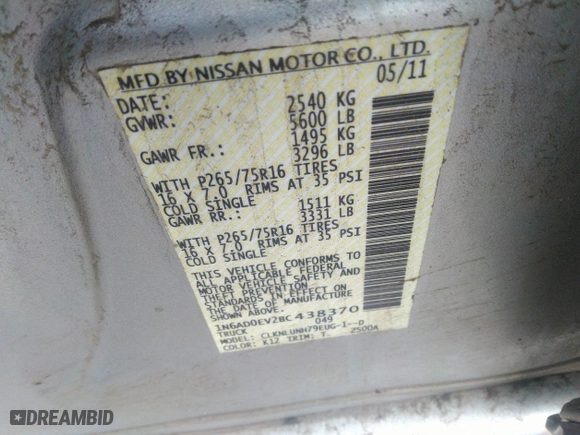 MFD BY NISSAN MOTOR CO., LTD.
DATE: 05/11
GVWR: 2540 KG
5600 LB
GAWR FR.: 1495 KG
3296 LB
WITH P265/75R16 TIRES
16 X 7.0 RIMS AT 35 PSI
COLD SINGLE
GAWR RR.: 1511 KG
3331 LB
WITH P265/75R16 TIRES
16 X 7.0 RIMS AT 35 PSI
COLD SINGLE
THIS VEHICLE CONFORMS TO
ALL APPLICABLE FEDERAL
MOTOR VEHICLE SAFETY AND
THEFT PREVENTION
STANDARDS IN EFFECT ON
THE DATE OF MANUFACTURE
SHOWN ABOVE.
1N6AD0EV2BC438370
TRUCK 049
MODEL: CLKNLUNH79EUG-1--D
COLOR: K12 TRIM: T. 2500A
DREAMBID